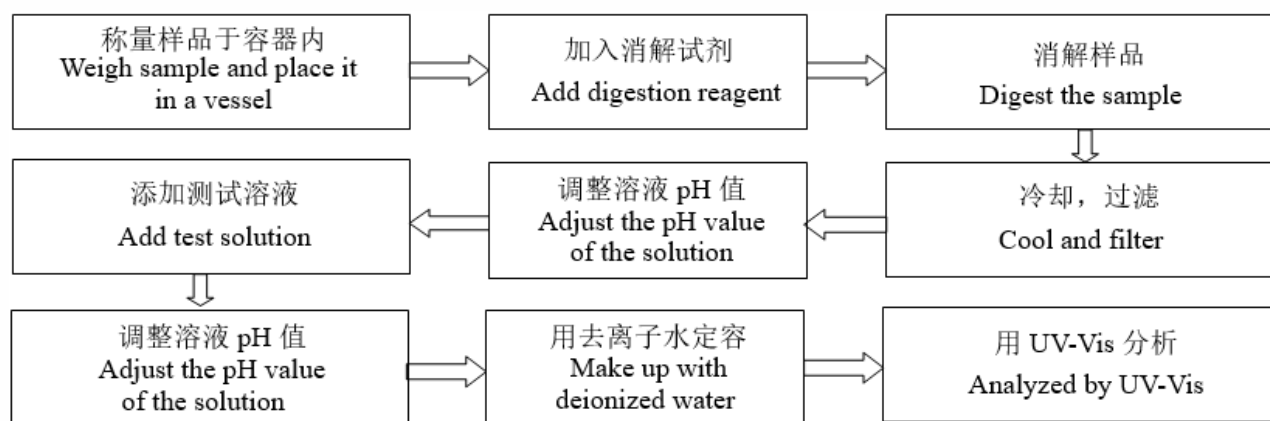 称量样品于容器内
Weigh sample and place it
in a vessel
加入消解试剂
Add digestion reagent
消解样品
Digest the sample
冷却，过滤
Cool and filter
调整溶液 pH 值
Adjust the pH value
of the solution
添加测试溶液
Add test solution
调整溶液 pH 值
Adjust the pH value
of the solution
用去离子水定容
Make up with
deionized water
用 UV-Vis 分析
Analyzed by UV-Vis